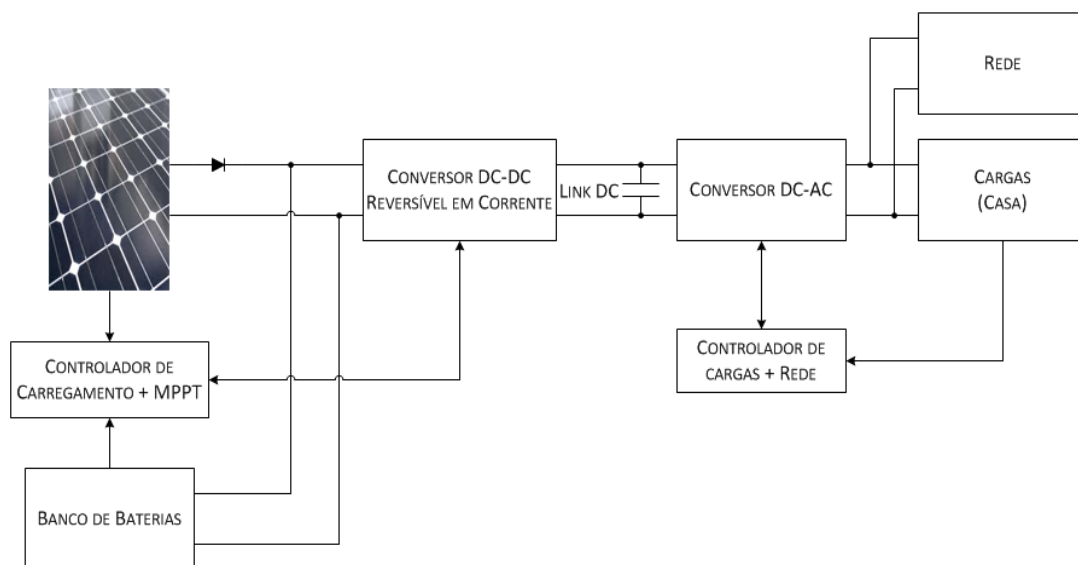 REDE
CONVERSOR DC-DC
REVERSÍVEL EM CORRENTE
LINK DC
CONVERSOR DC-AC
CARGAS
(CASA)
CONTROLADOR DE
CARREGAMENTO + MPPT
CONTROLADOR DE
CARGAS + REDE
BANCO DE BATERIAS